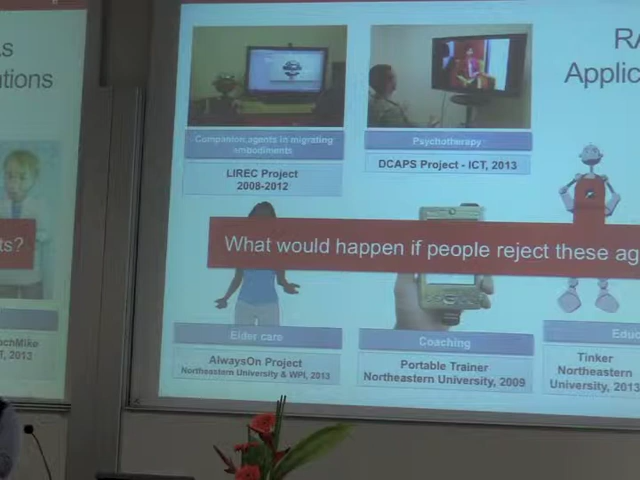 As
RA
ations
Applic
Companion agents in migrating
embodiments
Psychotherapy
LIREC Project
2008-2012
DCAPS Project - ICT, 2013
ts?
What would happen if people reject these ag
Elder care
Coaching
Educ
achMike
T, 2013
AlwaysOn Project
Northeastern University & WPI, 2013
Portable Trainer
Northeastern University, 2009
Tinker
Northeastern
University, 2013